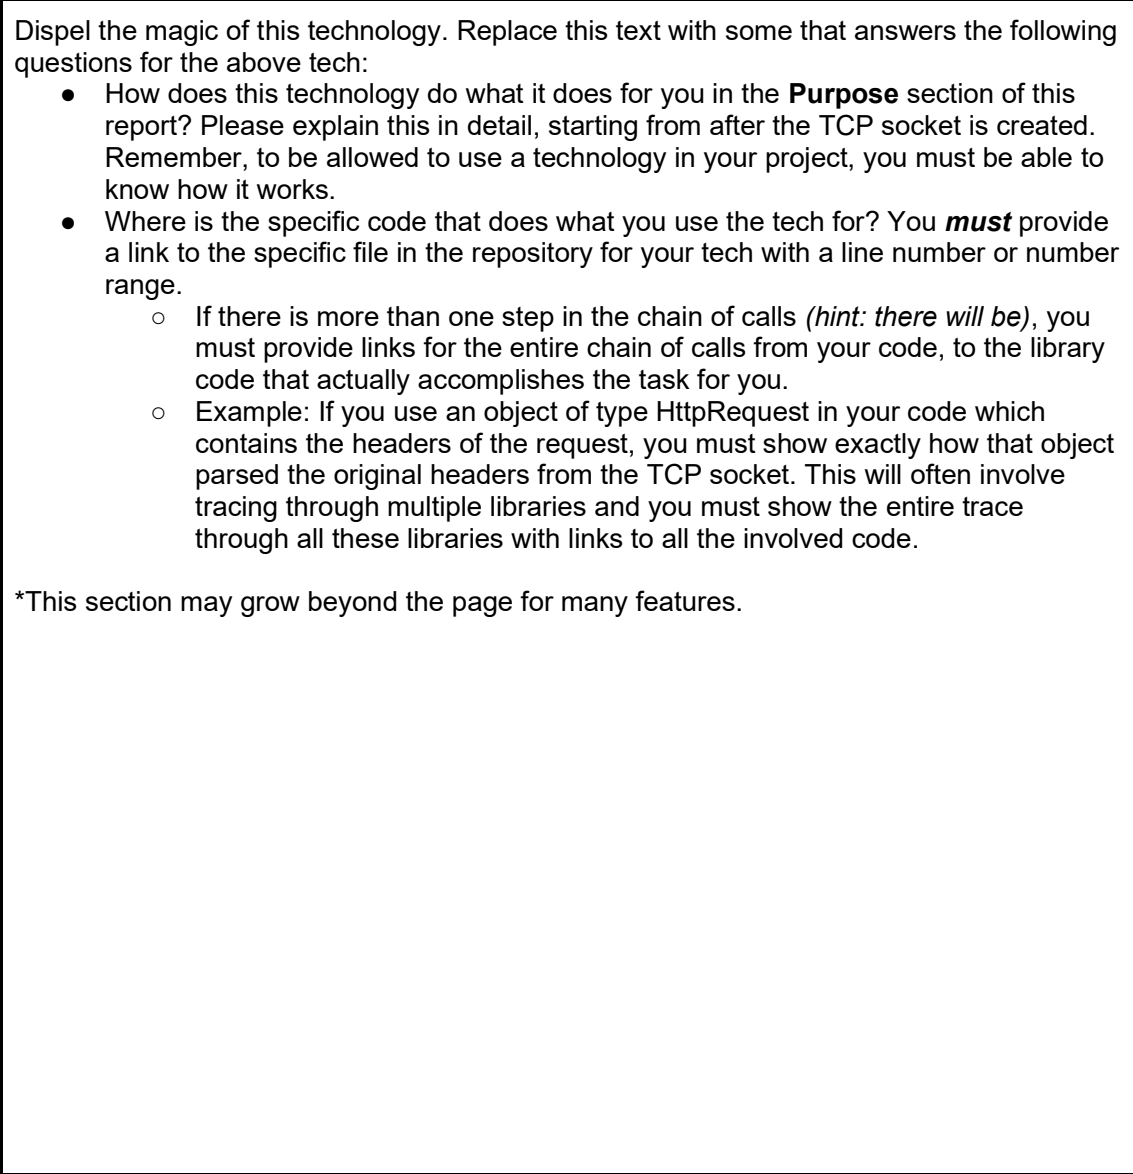 Dispel the magic of this technology. Replace this text with some that answers the following
questions for the above tech:
● How does this technology do what it does for you in the Purpose section of this
report? Please explain this in detail, starting from after the TCP socket is created.
Remember, to be allowed to use a technology in your project, you must be able to
know how it works.
● Where is the specific code that does what you use the tech for? You must provide
a link to the specific file in the repository for your tech with a line number or number
range.
○ If there is more than one step in the chain of calls (hint: there will be), you
must provide links for the entire chain of calls from your code, to the library
code that actually accomplishes the task for you.
○ Example: If you use an object of type HttpRequest in your code which
contains the headers of the request, you must show exactly how that object
parsed the original headers from the TCP socket. This will often involve
tracing through multiple libraries and you must show the entire trace
through all these libraries with links to all the involved code.
*This section may grow beyond the page for many features.